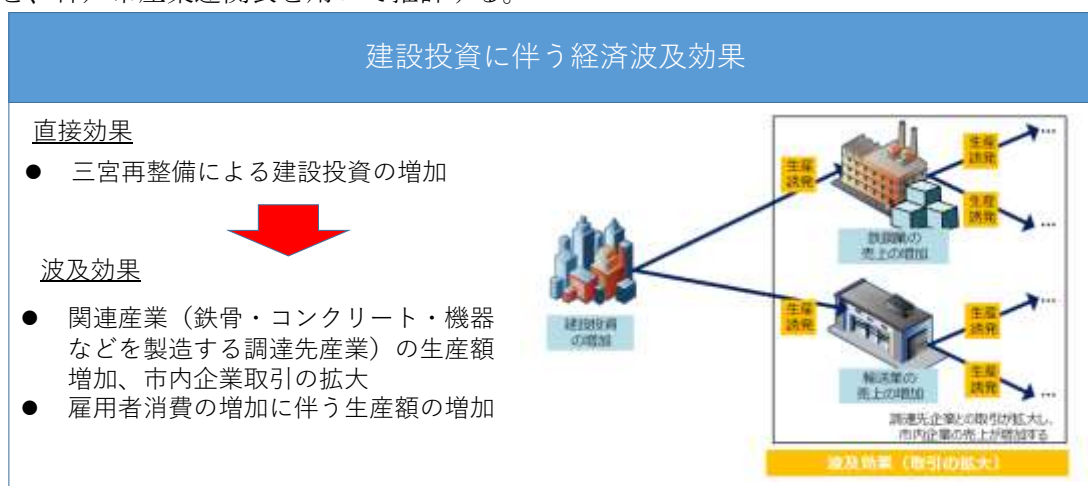 建設投資に伴う経済波及効果
直接効果
● 三宮再整備による建設投資の増加
波及効果
● 関連産業(鉄骨・コンクリート・機器
などを製造する調達先産業)の生産額
増加、市内企業取引の拡大
● 雇用者消費の増加に伴う生産額の増加
建設投資
の増加
生産
誘発
鉄鋼業の
売上の増加
生産
誘発
…
生産
誘発
…
生産
誘発
輸送業の
売上の増加
生産
誘発
…
生産
誘発
…
調達先企業との取引が拡大し、
市内企業の売上が増加する
波及効果(取引の拡大)